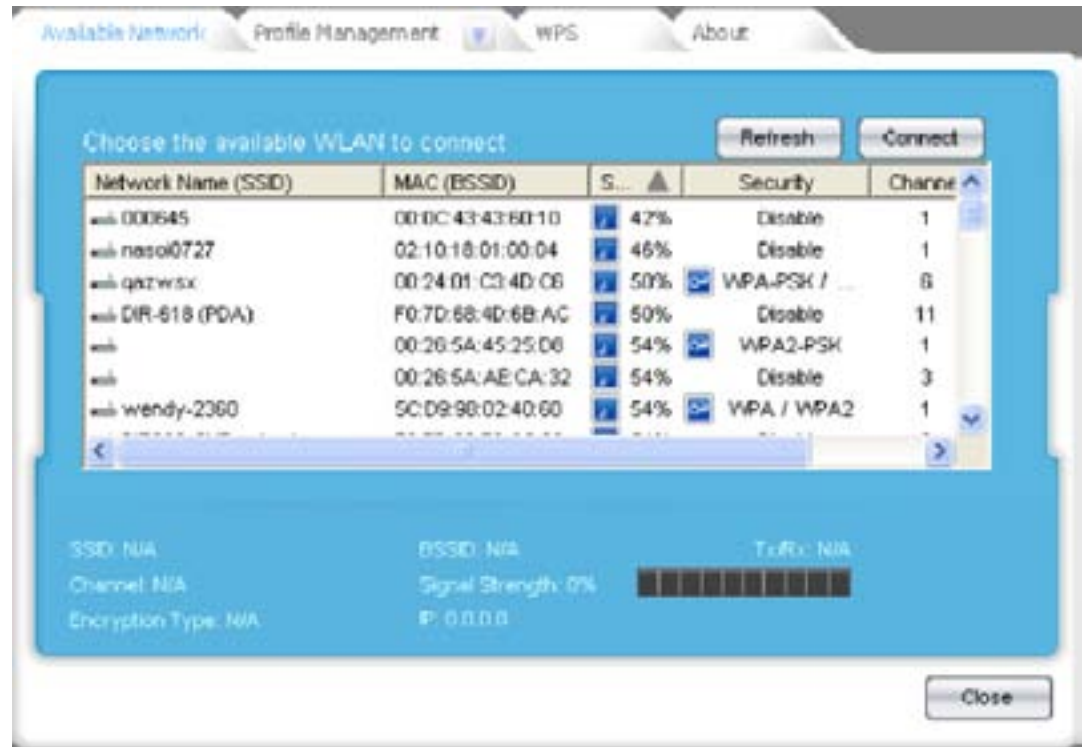 Available Network Profile Management WPS About
Choose the available WLAN to connect Refresh Connect
Network Name (SSID) MAC (BSSID) S... Security Channe
000645 00:0C:43:43:60:10 42% Disable 1
nasoi0727 02:10:18:01:00:04 46% Disable 1
qazwsx 00:24:01:C3:4D:C6 50% WPA-PSK / ... 6
DIR-618 (PDA) F0:7D:68:4D:6B:AC 50% Disable 11
00:26:5A:45:25:D6 54% WPA2-PSK 1
00:26:5A:AE:CA:32 54% Disable 3
wendy-2360 5C:D9:98:02:40:60 54% WPA / WPA2 1
SSID: N/A BSSID: N/A Tx/Rx: N/A
Channel: N/A Signal Strength: 0%
Encryption Type: N/A IP: 0.0.0.0
Close